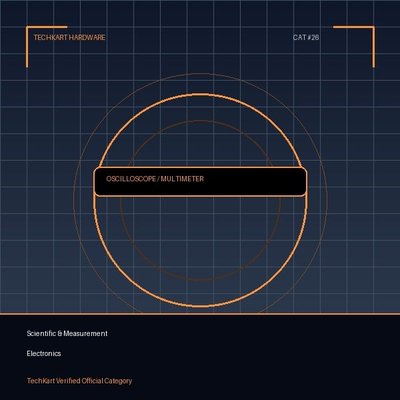 TECHKART HARDWARE
CAT #26
OSCILLOSCOPE / MULTIMETER
Scientific & Measurement
Electronics
TechKart Verified Official Category